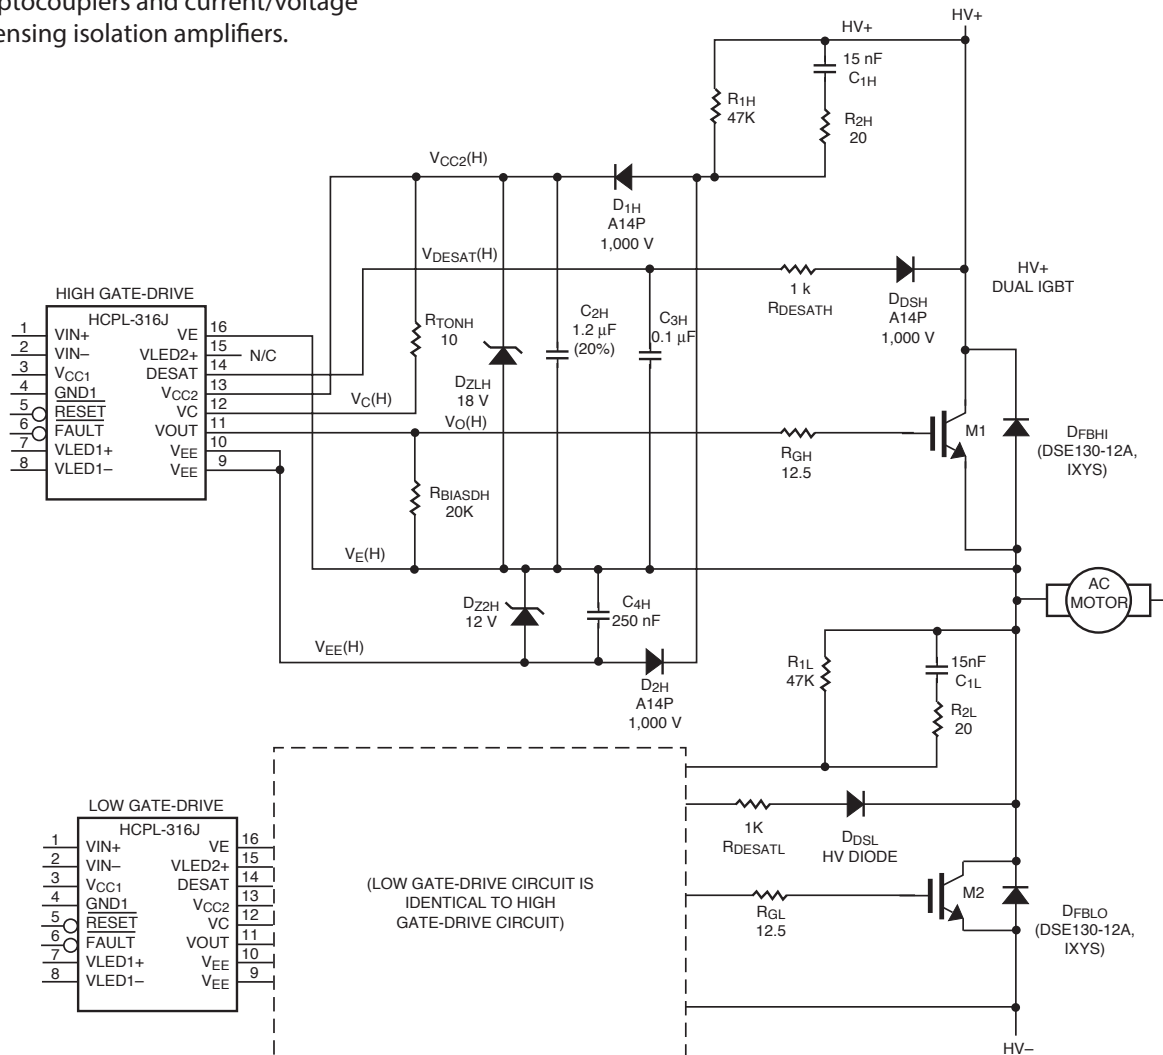 ptocouplers and current/voltage
ensing isolation amplifiers.
HV+
HV+
15 nF
C1H
R1H
47K
R2H
20
VCC2(H)
D1H
A14P
1,000 V
VDESAT(H)
HV+
DUAL IGBT
1 k
RDESATH
DDSH
A14P
1,000 V
HIGH GATE-DRIVE
HCPL-316J
1 VIN+ VE 16
2 VIN– VLED2+ 15 N/C
3 VCC1 DESAT 14
4 GND1 VCC2 13
5 RESET VC 12
6 FAULT VOUT 11
7 VLED1+ VEE 10
8 VLED1– VEE 9
RTONH
10
C2H
1.2 µF
(20%)
C3H
0.1 µF
DZLH
18 V
VC(H)
VO(H)
M1
DFBHI
(DSE130-12A,
IXYS)
RGH
12.5
RBIASDH
20K
VE(H)
DZ2H
12 V
C4H
250 nF
AC
MOTOR
VEE(H)
D2H
A14P
1,000 V
R1L
47K
15nF
C1L
R2L
20
LOW GATE-DRIVE
HCPL-316J
1 VIN+ VE 16
2 VIN– VLED2+ 15
3 VCC1 DESAT 14
4 GND1 VCC2 13
5 RESET VC 12
6 FAULT VOUT 11
7 VLED1+ VEE 10
8 VLED1– VEE 9
(LOW GATE-DRIVE CIRCUIT IS
IDENTICAL TO HIGH
GATE-DRIVE CIRCUIT)
1K
RDESATL
DDSL
HV DIODE
M2
RGL
12.5
DFBLO
(DSE130-12A,
IXYS)
HV–